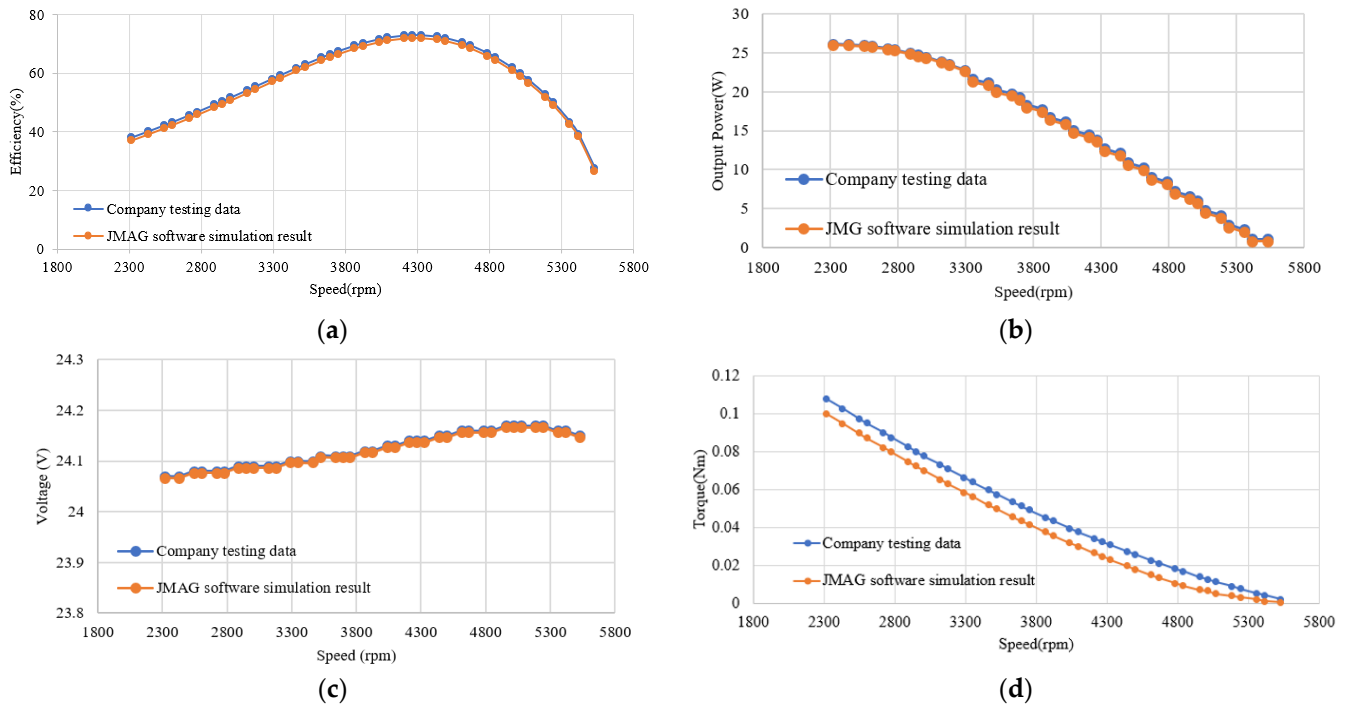 80
60
40
20
0
Efficiency(%)
Company testing data
JMAG software simulation result
1800 2300 2800 3300 3800 4300 4800 5300 5800
Speed(rpm)
(a)
30
25
20
15
10
5
0
Output Power(W)
Company testing data
JMG software simulation result
1800 2300 2800 3300 3800 4300 4800 5300 5800
Speed(rpm)
(b)
24.3
24.2
24.1
24
23.9
23.8
Voltage (V)
Company testing data
JMAG software simulation result
1800 2300 2800 3300 3800 4300 4800 5300 5800
Speed (rpm)
(c)
0.12
0.1
0.08
0.06
0.04
0.02
0
Torque(Nm)
Company testing data
JMAG software simulation result
1800 2300 2800 3300 3800 4300 4800 5300 5800
Speed(rpm)
(d)